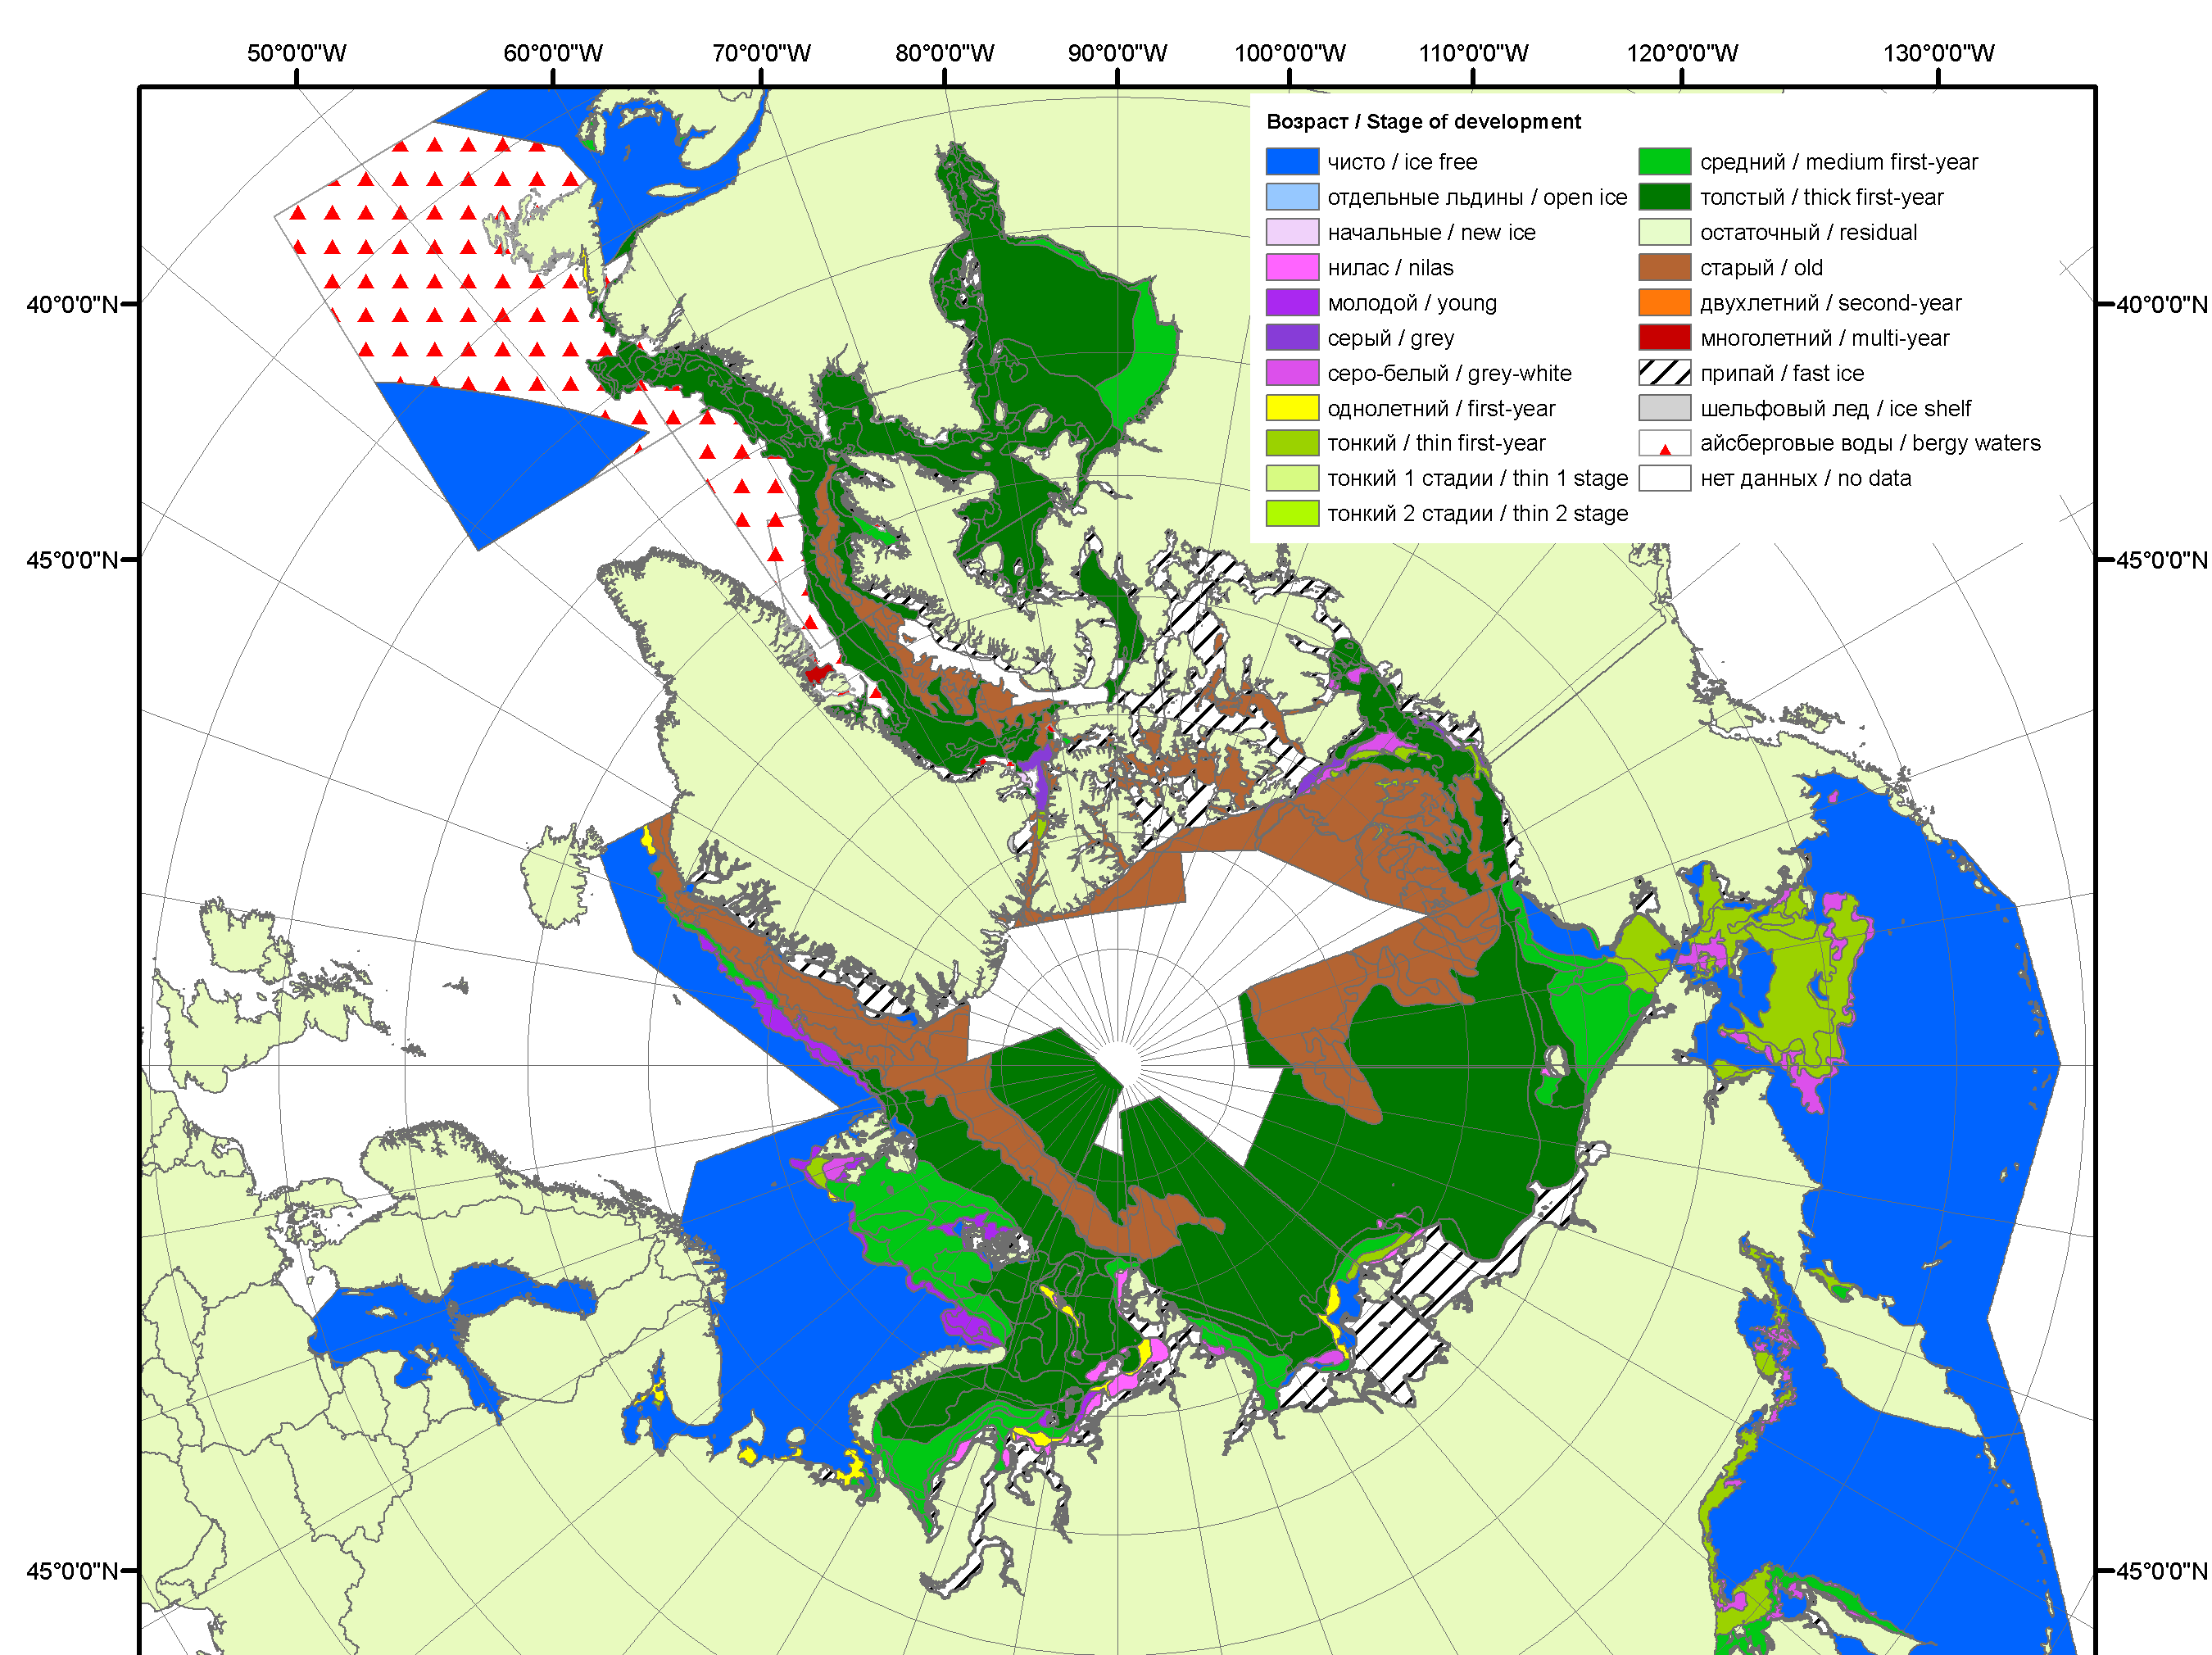 50°0'0"W 60°0'0"W 70°0'0"W 80°0'0"W 90°0'0"W 100°0'0"W 110°0'0"W 120°0'0"W 130°0'0"W
Возраст / Stage of development
чисто / ice free
отдельные льдины / open ice
начальные / new ice
нилас / nilas
молодой / young
серый / grey
серо-белый / grey-white
однолетний / first-year
тонкий / thin first-year
тонкий 1 стадии / thin 1 stage
тонкий 2 стадии / thin 2 stage
средний / medium first-year
толстый / thick first-year
остаточный / residual
старый / old
двухлетний / second-year
многолетний / multi-year
припай / fast ice
шельфовый лед / ice shelf
айсберговые воды / bergy waters
нет данных / no data
40°0'0"N 40°0'0"N
45°0'0"N 45°0'0"N
45°0'0"N 45°0'0"N